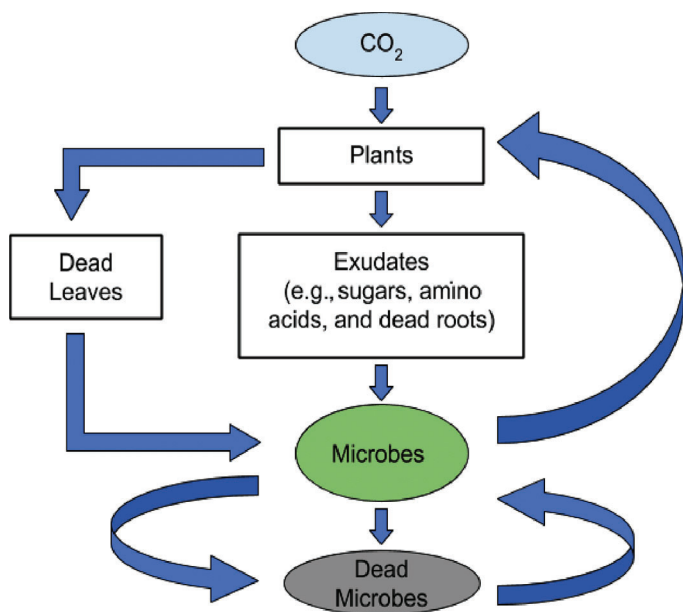 CO₂
Plants
Dead
Leaves
Exudates
(e.g., sugars, amino
acids, and dead roots)
Microbes
Dead
Microbes